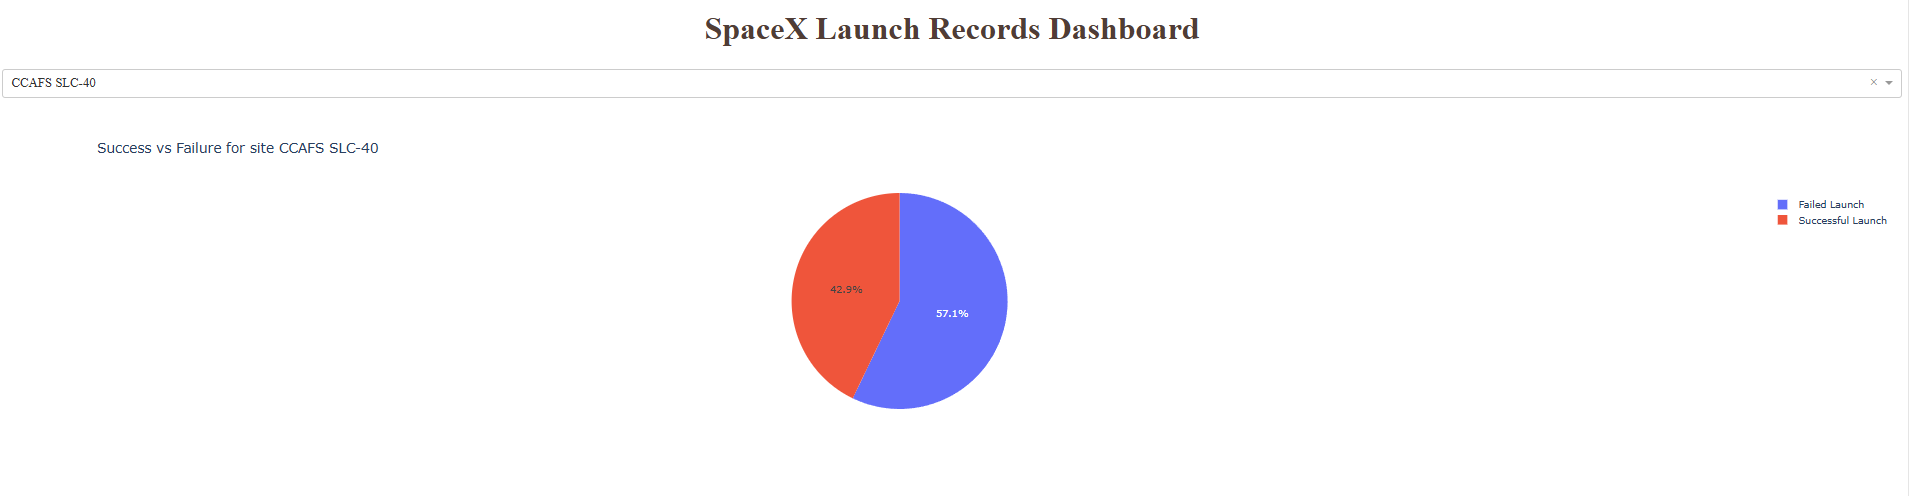 SpaceX Launch Records Dashboard
CCAFS SLC-40
×
Success vs Failure for site CCAFS SLC-40
Failed Launch
Successful Launch
42.9%
57.1%